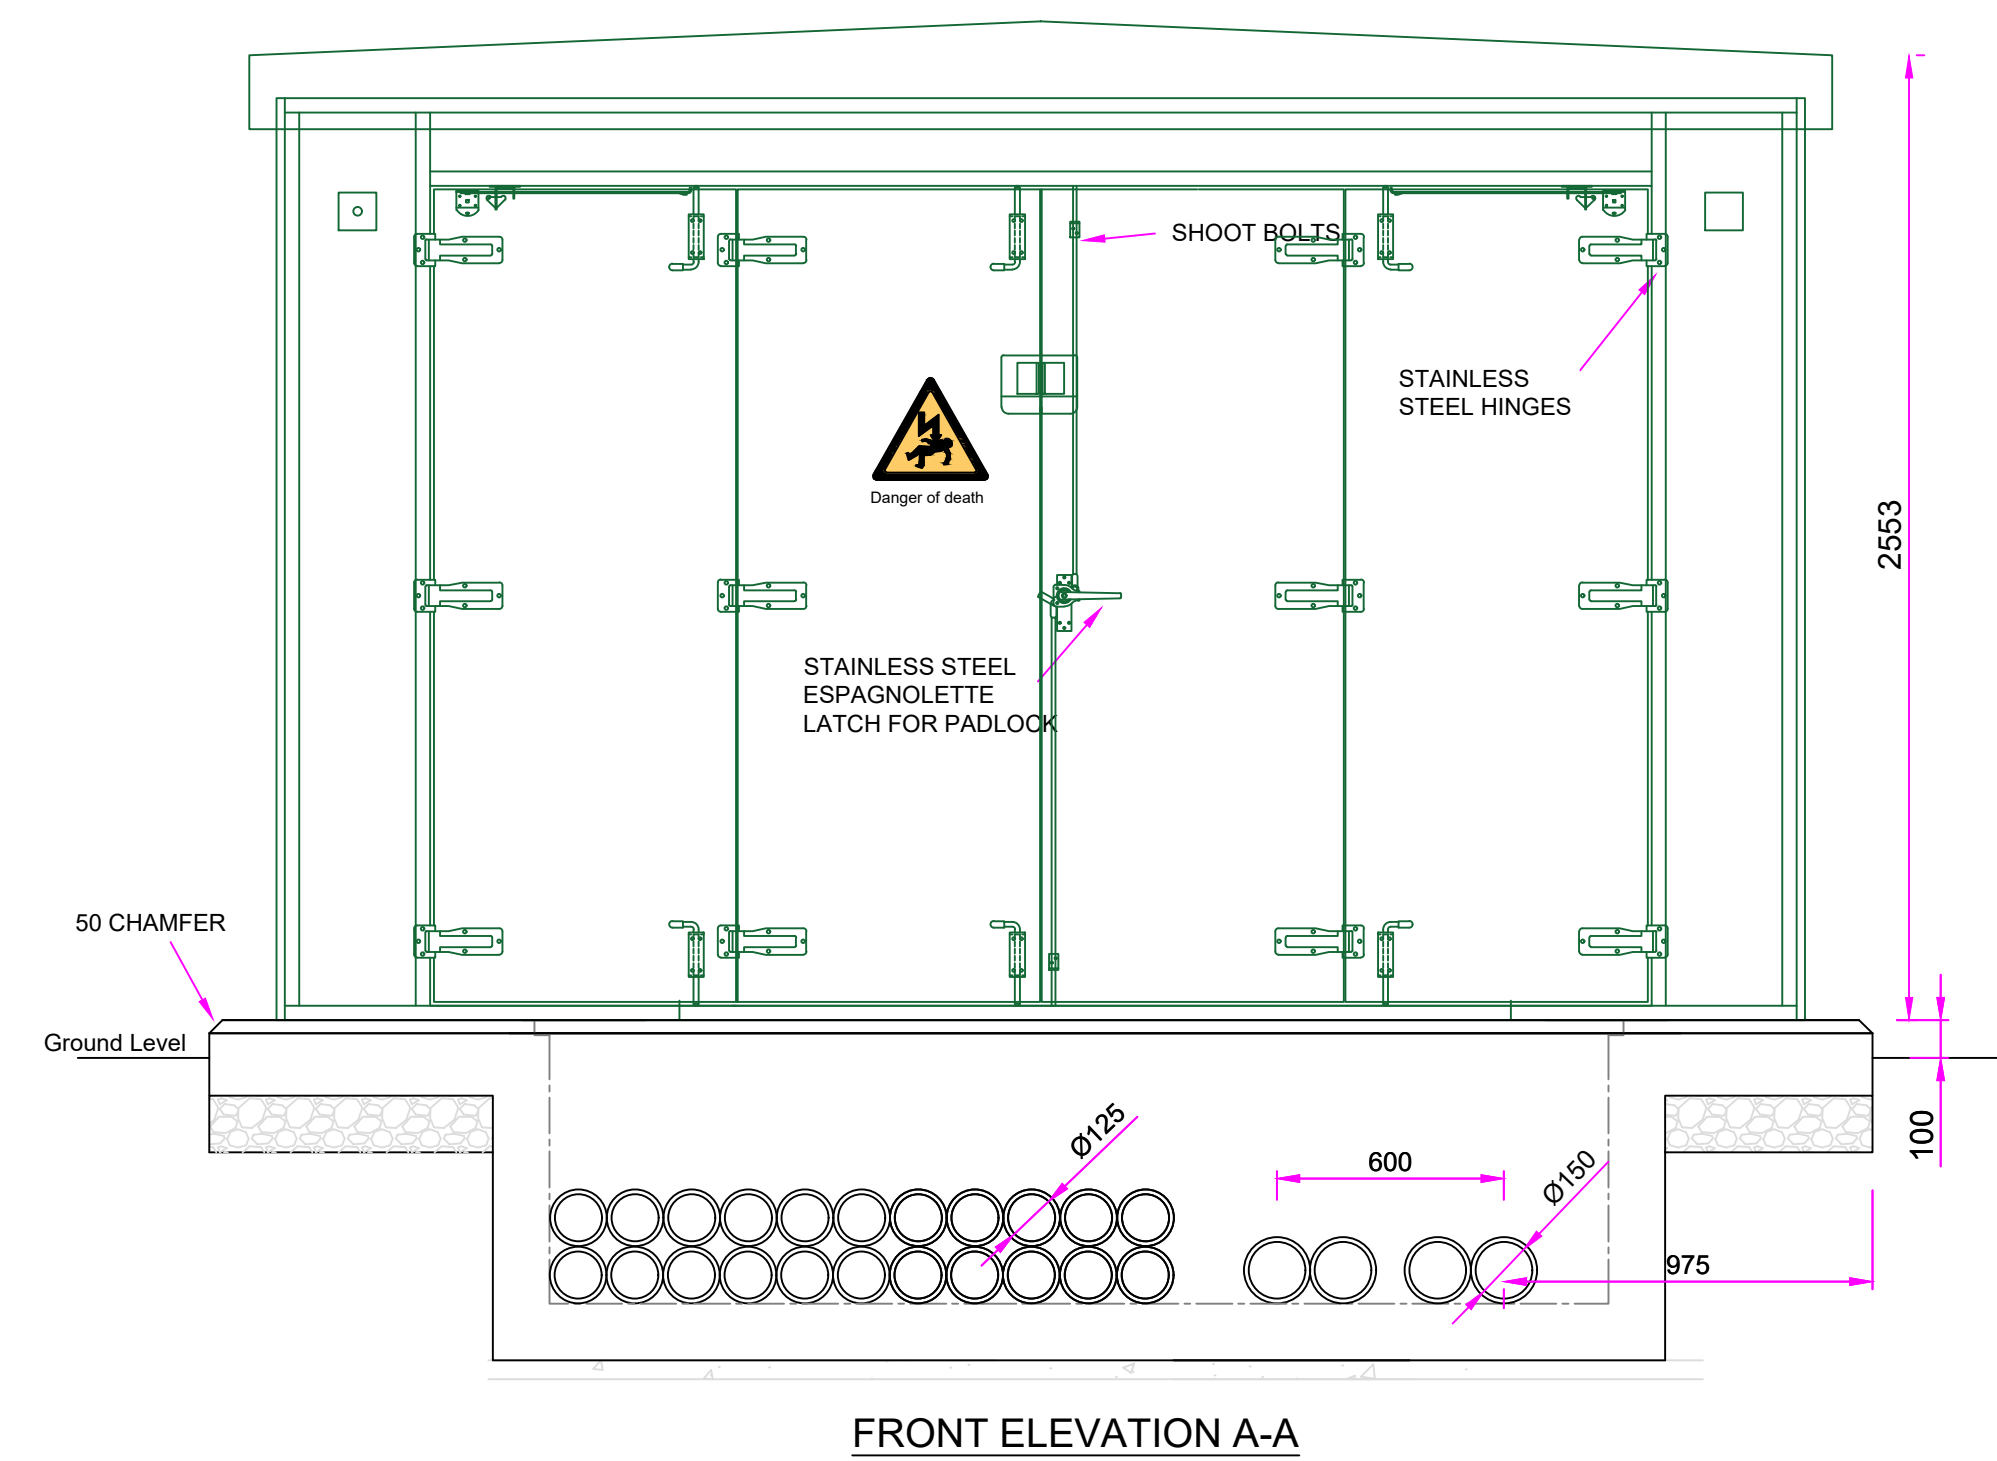 SHOOT BOLTS
STAINLESS
STEEL HINGES
Danger of death
2553
STAINLESS STEEL
ESPAGNOLETTE
LATCH FOR PADLOCK
50 CHAMFER
Ground Level
100
Ø125
600
Ø150
975
FRONT ELEVATION A-A